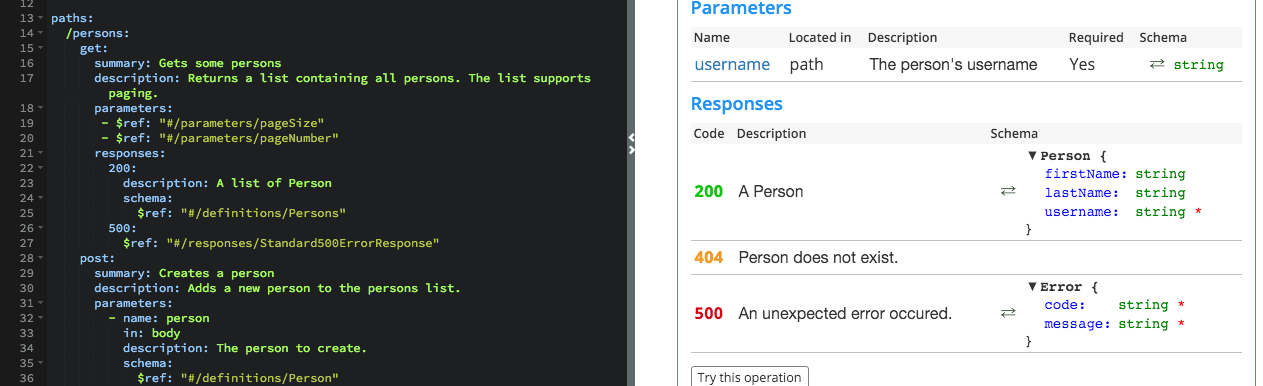 12
13 paths:
14 /persons:
15 get:
16 summary: Gets some persons
17 description: Returns a list containing all persons. The list supports
paging.
18 parameters:
19 - $ref: "#/parameters/pageSize"
20 - $ref: "#/parameters/pageNumber"
21 responses:
22 200:
23 description: A list of Person
24 schema:
25 $ref: "#/definitions/Persons"
26 500:
27 $ref: "#/responses/Standard500ErrorResponse"
28 post:
29 summary: Creates a person
30 description: Adds a new person to the persons list.
31 parameters:
32 - name: person
33 in: body
34 description: The person to create.
35 schema:
36 $ref: "#/definitions/Person"
Parameters
Name Located in Description Required Schema
username path The person's username Yes ⇄ string
Responses
Code Description Schema
200 A Person ⇄
▼ Person {
firstName: string
lastName: string
username: string *
}
404 Person does not exist.
500 An unexpected error occured. ⇄
▼ Error {
code: string *
message: string *
}
Try this operation